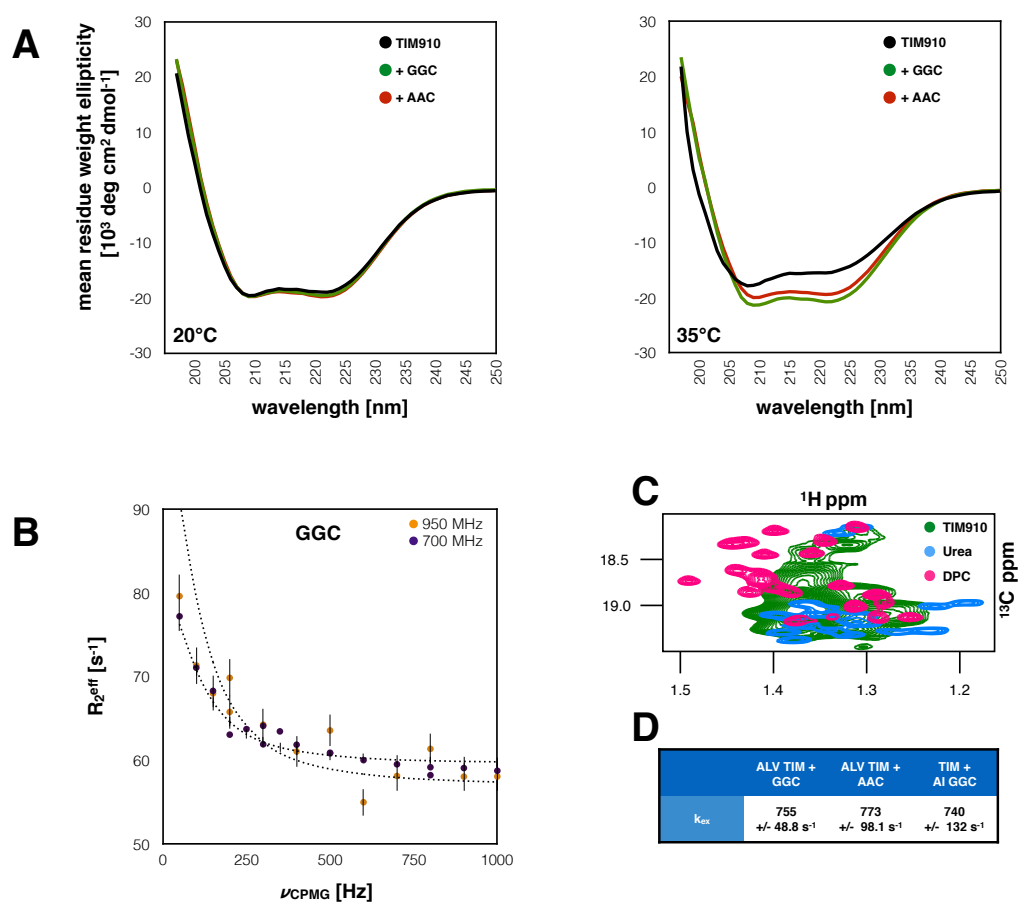 A
mean residue weight ellipticity
[10³ deg cm² dmol⁻¹]
30
20
10
0
-10
-20
-30
TIM910
+ GGC
+ AAC
20°C
200
205
210
215
220
225
230
235
240
245
250
wavelength [nm]
30
20
10
0
-10
-20
-30
TIM910
+ GGC
+ AAC
35°C
200
205
210
215
220
225
230
235
240
245
250
wavelength [nm]
B
R₂ᵉᶠᶠ [s⁻¹]
90
80
70
60
50
GGC
950 MHz
700 MHz
0
250
500
750
1000
νCPMG [Hz]
C
¹H ppm
TIM910
Urea
DPC
18.5
19.0
¹³C ppm
1.5
1.4
1.3
1.2
D
ALV TIM + GGC
ALV TIM + AAC
TIM + AI GGC
kₑₓ
755 +/- 48.8 s⁻¹
773 +/- 98.1 s⁻¹
740 +/- 132 s⁻¹